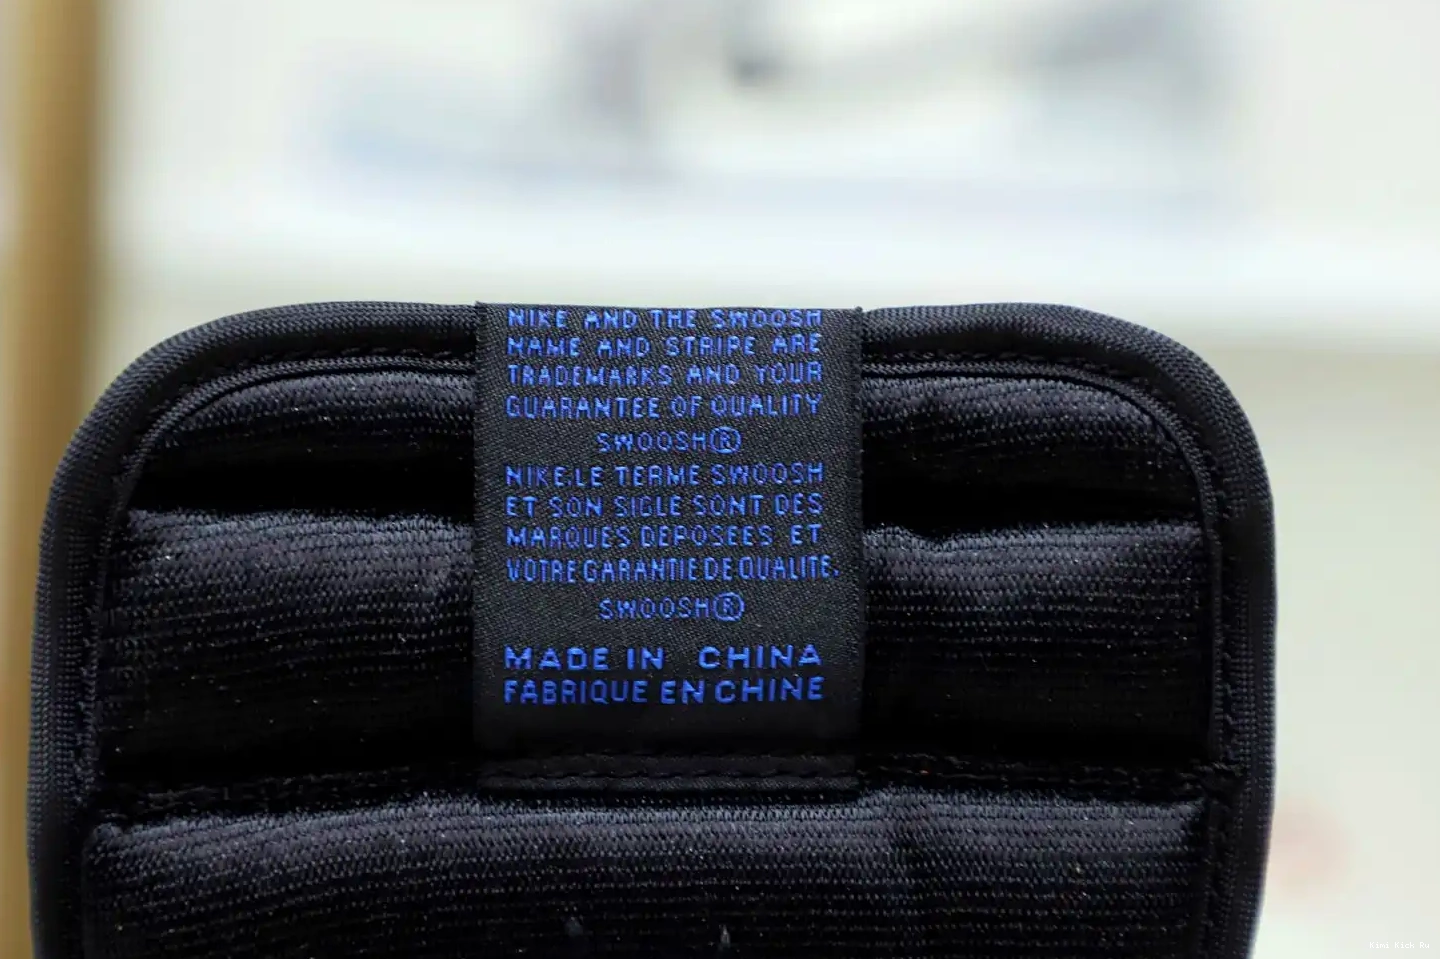 NIKE AND THE SWOOSH
NAME AND STRIPE ARE
TRADEMARKS AND YOUR
GUARANTEE OF QUALITY
SWOOSH®
NIKE.LE TERME SWOOSH
ET SON SIGLE SONT DES
MARQUES DEPOSEES ET
VOTRE GARANTIE DE QUALITE.
SWOOSH®
MADE IN CHINA
FABRIQUE EN CHINE